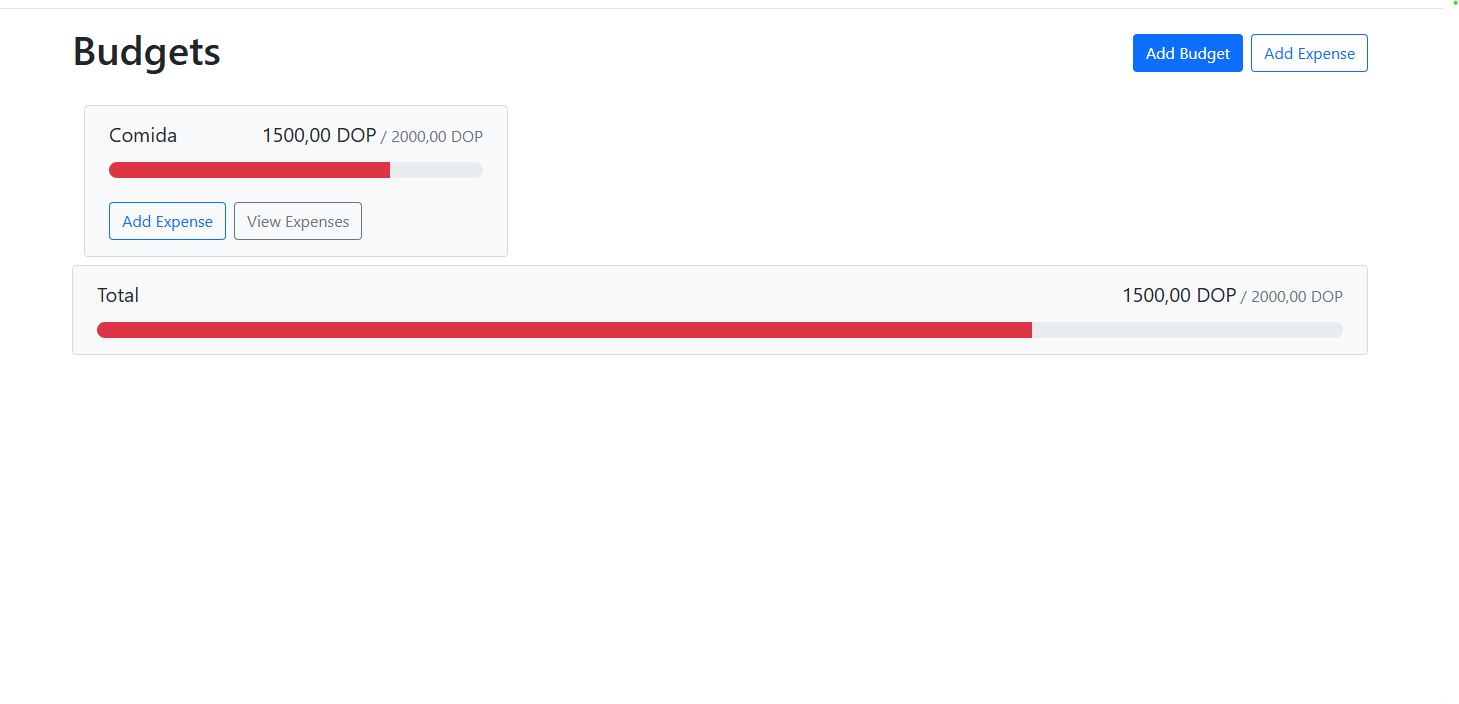 Budgets
Add Budget Add Expense
Comida 1500,00 DOP / 2000,00 DOP
Add Expense View Expenses
Total 1500,00 DOP / 2000,00 DOP